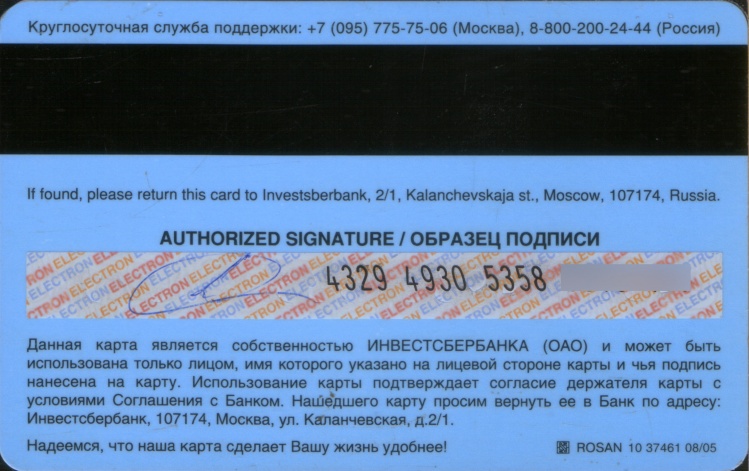 Круглосуточная служба поддержки: +7 (095) 775-75-06 (Москва), 8-800-200-24-44 (Россия)
If found, please return this card to Investsberbank, 2/1, Kalanchevskaja st., Moscow, 107174, Russia.
AUTHORIZED SIGNATURE / ОБРАЗЕЦ ПОДПИСИ
ELECTRON ELECTRON ELECTRON ELECTRON
4329 4930 5358
Данная карта является собственностью ИНВЕСТСБЕРБАНКА (ОАО) и может быть
использована только лицом, имя которого указано на лицевой стороне карты и чья подпись
нанесена на карту. Использование карты подтверждает согласие держателя карты с
условиями Соглашения с Банком. Нашедшего карту просим вернуть ее в Банк по адресу:
Инвестсбербанк, 107174, Москва, ул. Каланчевская, д.2/1.
Надеемся, что наша карта сделает Вашу жизнь удобнее!
ROSAN 10 37461 08/05